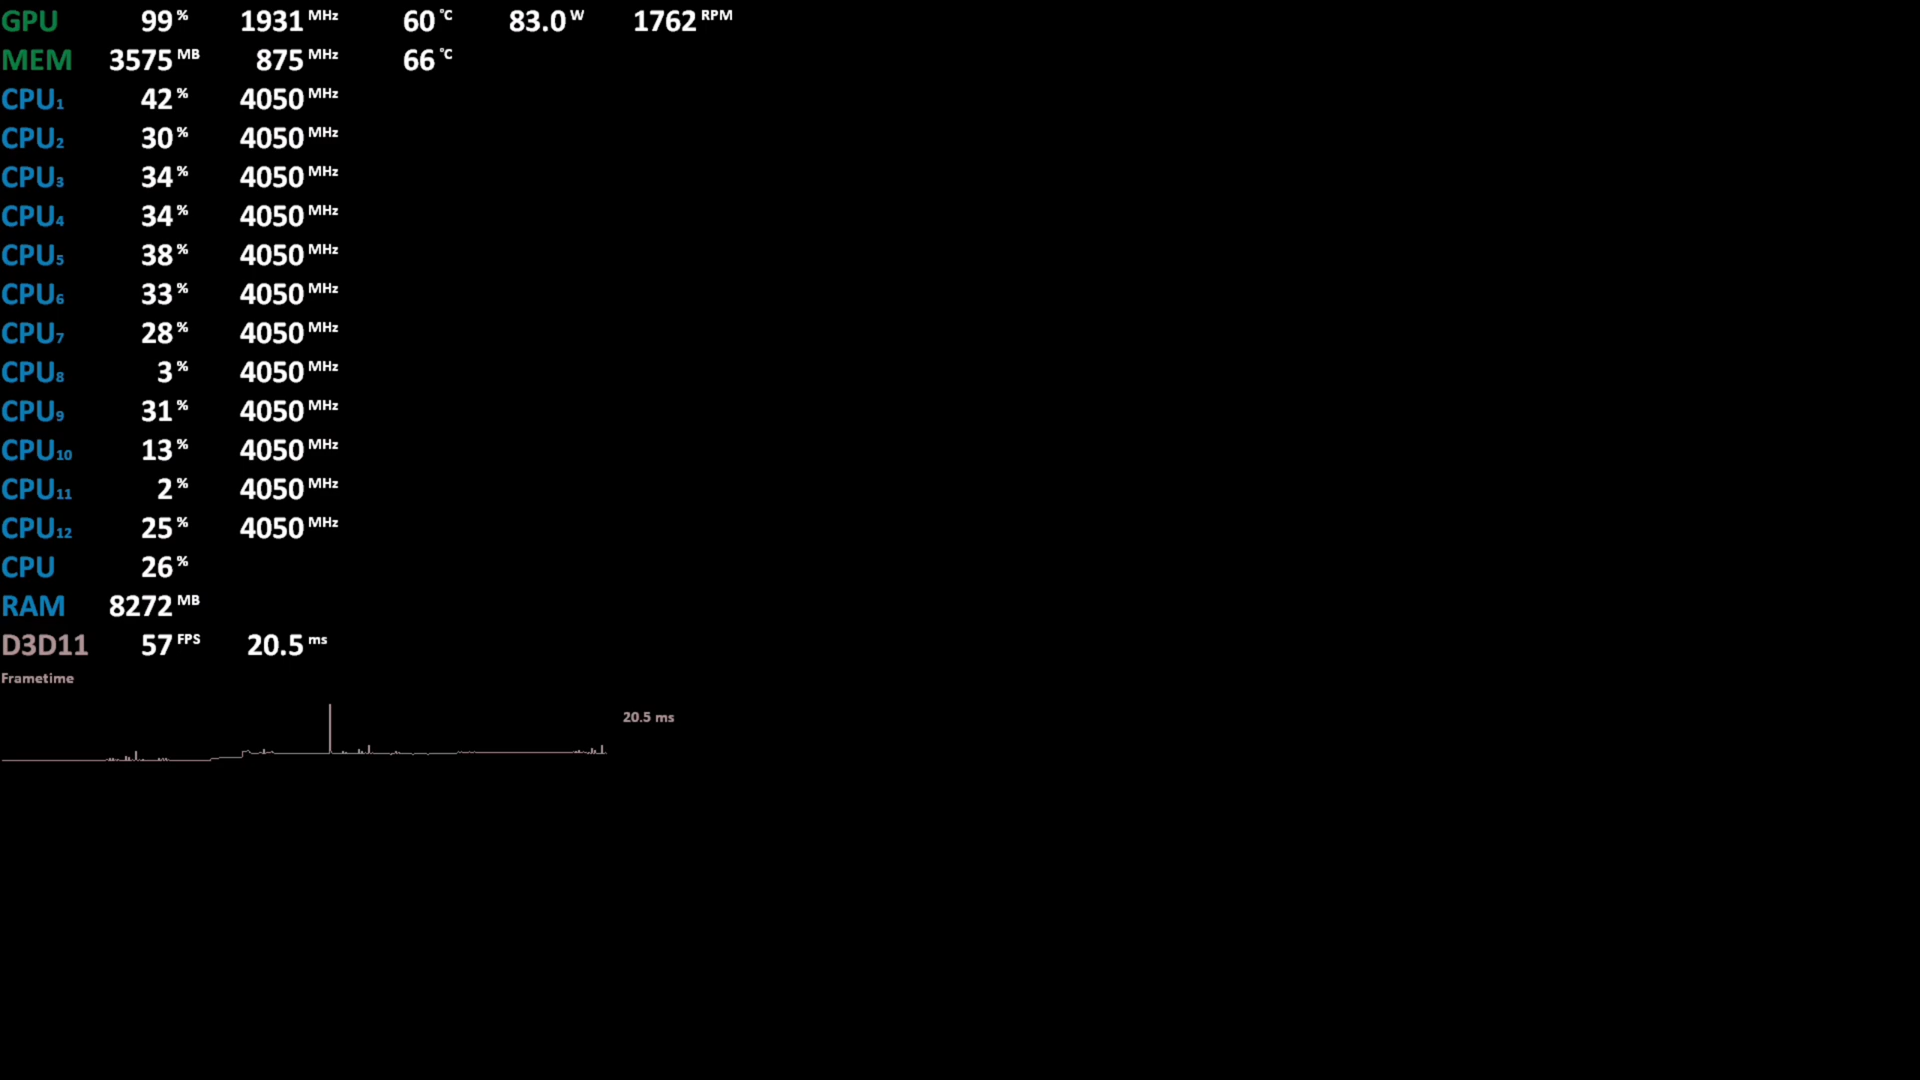 GPU 99 % 1931 MHz 60 °C 83.0 W 1762 RPM
MEM 3575 MB 875 MHz 66 °C
CPU1 42 % 4050 MHz
CPU2 30 % 4050 MHz
CPU3 34 % 4050 MHz
CPU4 34 % 4050 MHz
CPU5 38 % 4050 MHz
CPU6 33 % 4050 MHz
CPU7 28 % 4050 MHz
CPU8 3 % 4050 MHz
CPU9 31 % 4050 MHz
CPU10 13 % 4050 MHz
CPU11 2 % 4050 MHz
CPU12 25 % 4050 MHz
CPU 26 %
RAM 8272 MB
D3D11 57 FPS 20.5 ms
Frametime
20.5 ms